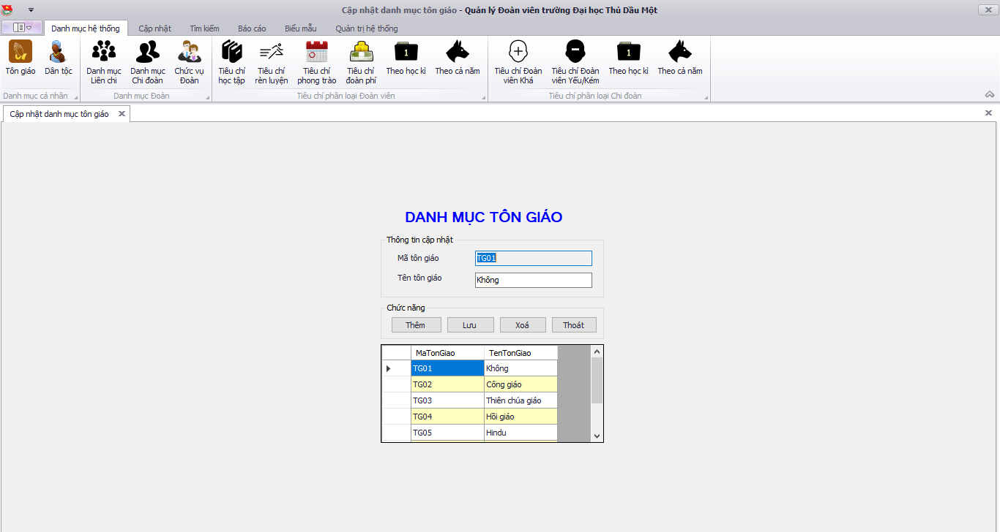 Cập nhật danh mục tôn giáo - Quản lý Đoàn viên trường Đại học Thủ Dầu Một
Danh mục hệ thống
Cập nhật
Tìm kiếm
Báo cáo
Biểu mẫu
Quản trị hệ thống
Tôn giáo
Dân tộc
Danh mục
Liên chi
Danh mục
Chi đoàn
Chức vụ
Đoàn
Tiêu chí
học tập
Tiêu chí
rèn luyện
Tiêu chí
phong trào
Tiêu chí
đoàn phí
1
Theo học kì
Theo cả năm
Tiêu chí Đoàn
viên Khá
Tiêu chí Đoàn
viên Yếu/Kém
1
Theo học kì
Theo cả năm
Danh mục cá nhân
Danh mục Đoàn
Tiêu chí phân loại Đoàn viên
Tiêu chí phân loại Chi đoàn
Cập nhật danh mục tôn giáo
DANH MỤC TÔN GIÁO
Thông tin cập nhật
Mã tôn giáo
TG01
Tên tôn giáo
Không
Chức năng
Thêm
Lưu
Xoá
Thoát
MaTonGiao TenTonGiao
TG01 Không
TG02 Công giáo
TG03 Thiên chúa giáo
TG04 Hồi giáo
TG05 Hindu